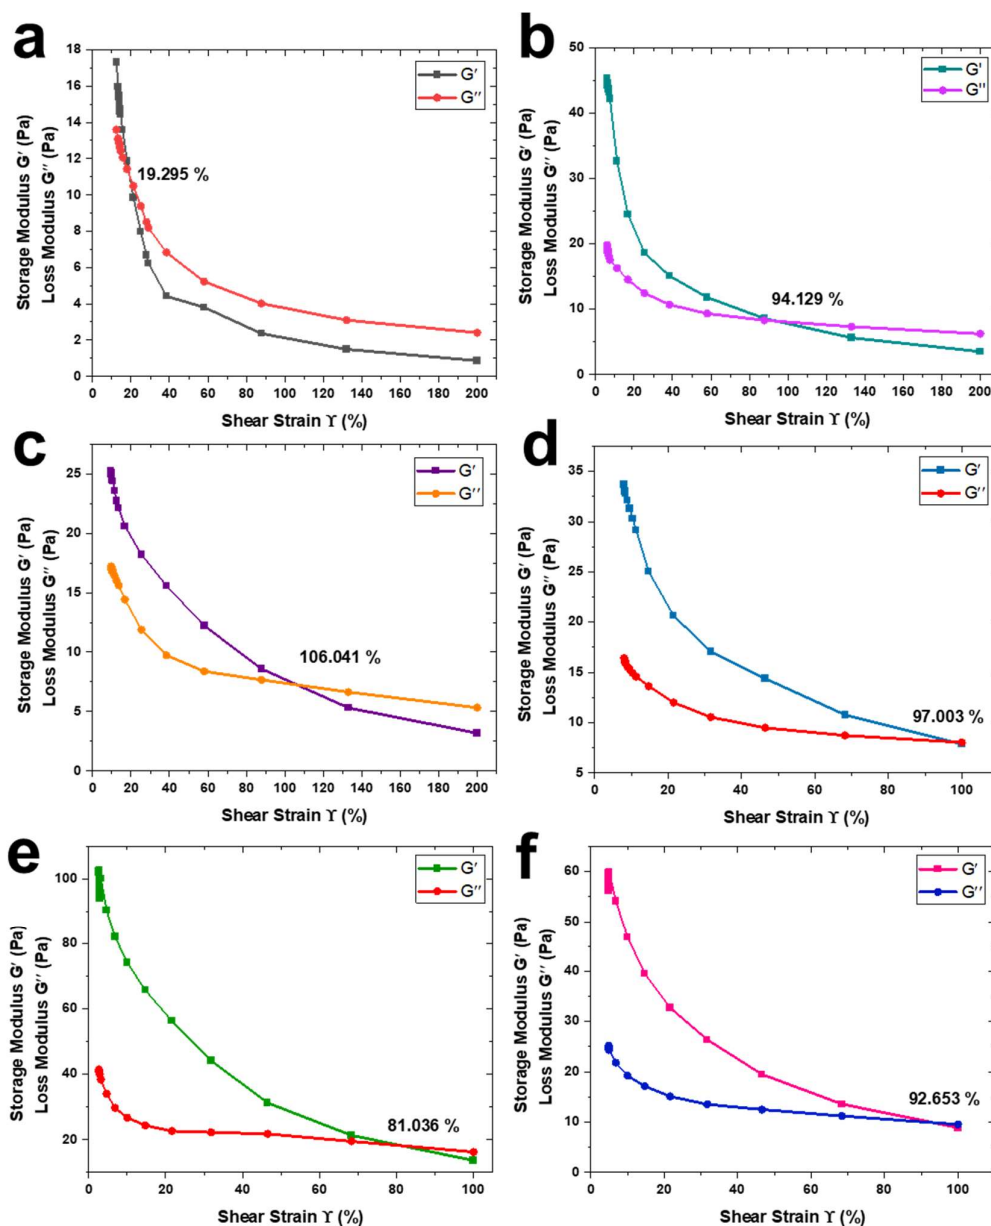 a
18
16
14
12
10
8
6
4
2
0
Storage Modulus G′ (Pa)
Loss Modulus G″ (Pa)
G′
G″
19.295 %
0 20 40 60 80 100 120 140 160 180 200
Shear Strain ϒ (%)
b
50
40
30
20
10
0
Storage Modulus G′ (Pa)
Loss Modulus G″ (Pa)
G'
G''
94.129 %
0 20 40 60 80 100 120 140 160 180 200
Shear Strain ϒ (%)
c
25
20
15
10
5
0
Storage Modulus G′ (Pa)
Loss Modulus G″ (Pa)
G′
G″
106.041 %
0 20 40 60 80 100 120 140 160 180 200
Shear Strain ϒ (%)
d
35
30
25
20
15
10
5
Storage Modulus G′ (Pa)
Loss Modulus G″ (Pa)
G′
G″
97.003 %
0 20 40 60 80 100
Shear Strain ϒ (%)
e
100
80
60
40
20
Storage Modulus G′ (Pa)
Loss Modulus G″ (Pa)
G′
G″
81.036 %
0 20 40 60 80 100
Shear Strain ϒ (%)
f
60
50
40
30
20
10
0
Storage Modulus G′ (Pa)
Loss Modulus G″ (Pa)
G′
G″
92.653 %
0 20 40 60 80 100
Shear Strain ϒ (%)